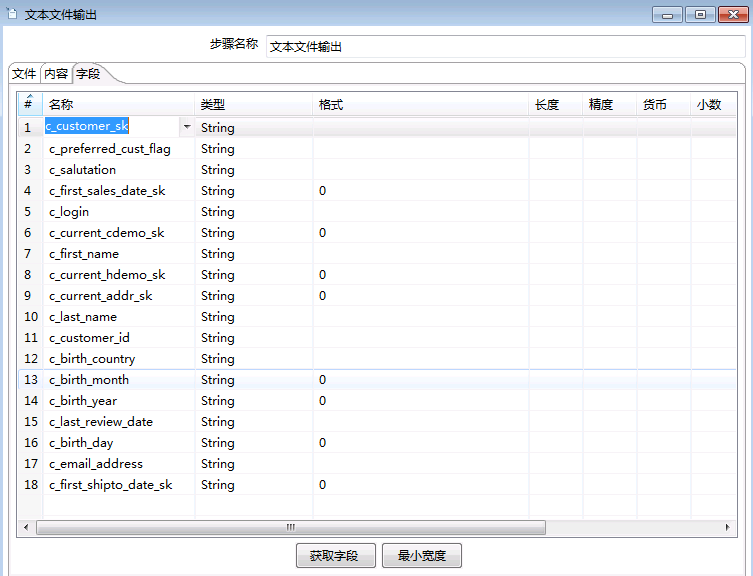 文本文件输出
步骤名称 文本文件输出
文件 内容 字段
# 名称 类型 格式 长度 精度 货币 小数
1 c_customer_sk String
2 c_preferred_cust_flag String
3 c_salutation String
4 c_first_sales_date_sk String 0
5 c_login String
6 c_current_cdemo_sk String 0
7 c_first_name String
8 c_current_hdemo_sk String 0
9 c_current_addr_sk String 0
10 c_last_name String
11 c_customer_id String
12 c_birth_country String
13 c_birth_month String 0
14 c_birth_year String 0
15 c_last_review_date String
16 c_birth_day String 0
17 c_email_address String
18 c_first_shipto_date_sk String 0
获取字段 最小宽度